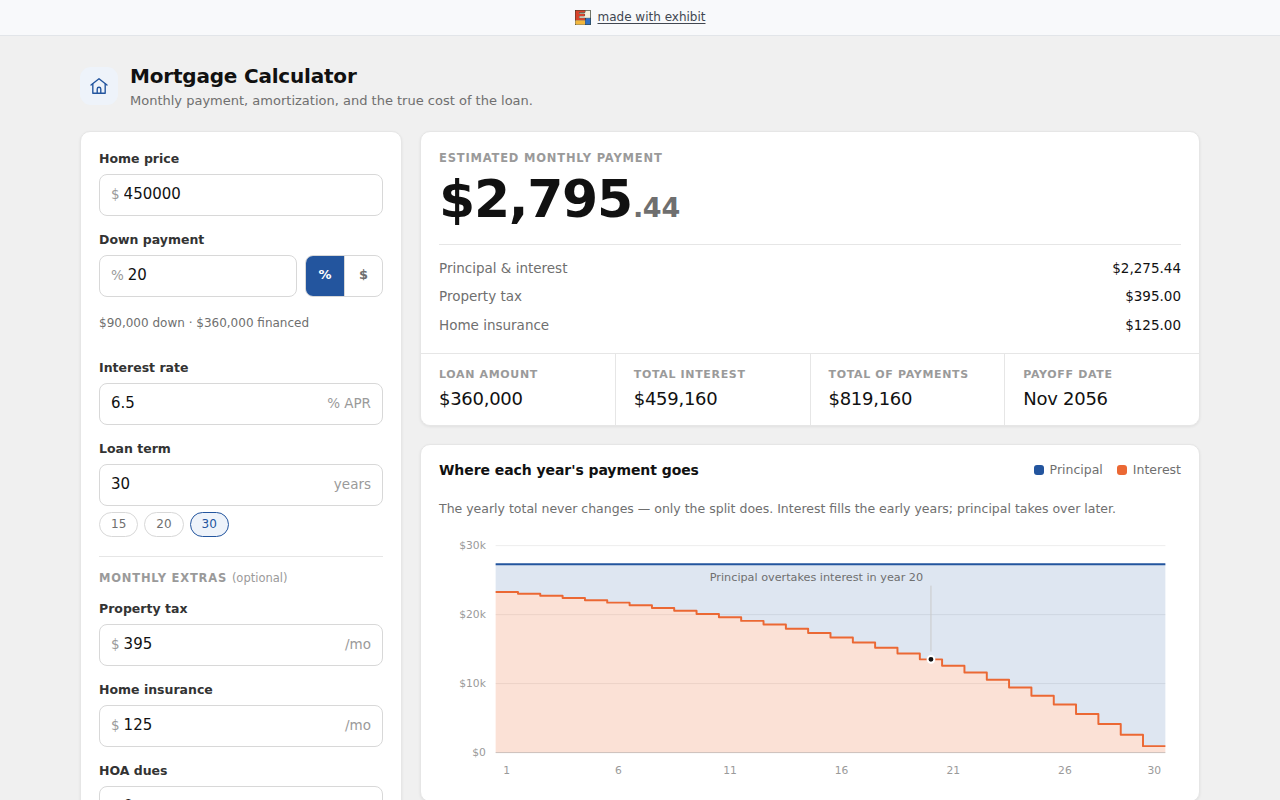 made with exhibit
Mortgage Calculator
Monthly payment, amortization, and the true cost of the loan.
Home price
$ 450000
Down payment
% 20
% $
$90,000 down · $360,000 financed
Interest rate
6.5 % APR
Loan term
30 years
15 20 30
MONTHLY EXTRAS (optional)
Property tax
$ 395 /mo
Home insurance
$ 125 /mo
HOA dues
ESTIMATED MONTHLY PAYMENT
$2,795.44
Principal & interest $2,275.44
Property tax $395.00
Home insurance $125.00
LOAN AMOUNT
$360,000
TOTAL INTEREST
$459,160
TOTAL OF PAYMENTS
$819,160
PAYOFF DATE
Nov 2056
Where each year's payment goes
Principal Interest
The yearly total never changes — only the split does. Interest fills the early years; principal takes over later.
$30k
Principal overtakes interest in year 20
$20k
$10k
$0
1 6 11 16 21 26 30